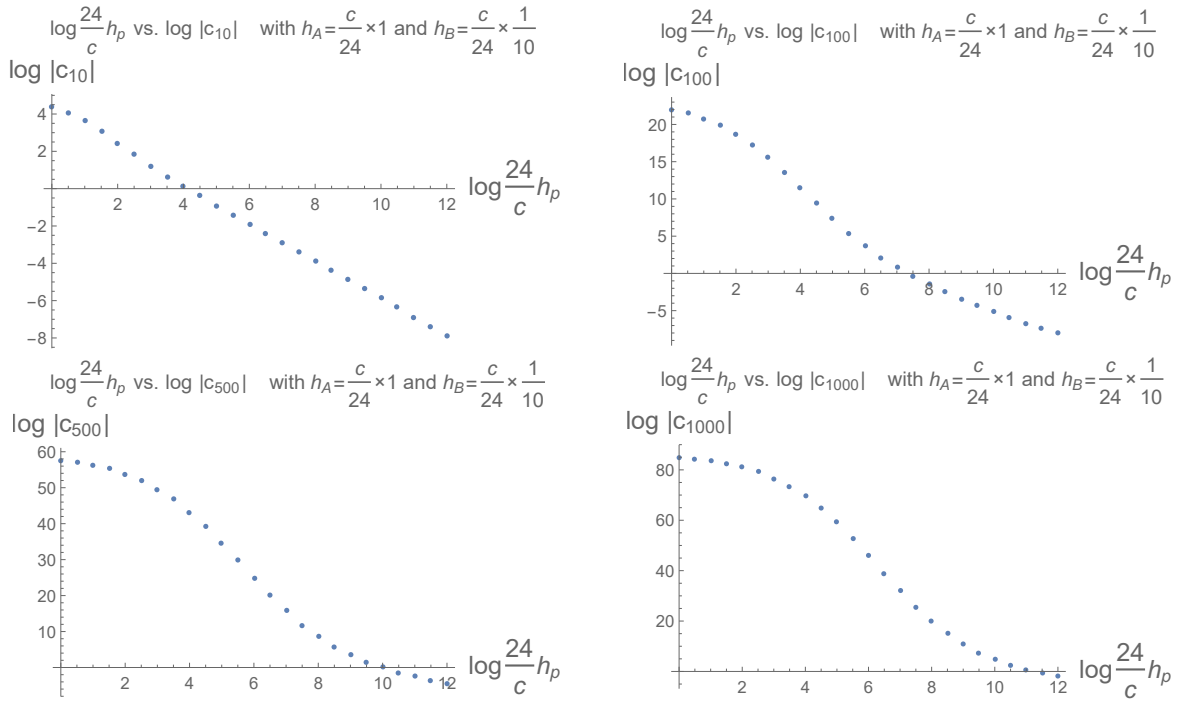 log 24/c h_p vs. log |c_10| with h_A = c/24 × 1 and h_B = c/24 × 1/10
log |c_10|
4
2
log 24/c h_p
2 4 6 8 10 12
−2
−4
−6
−8
log 24/c h_p vs. log |c_100| with h_A = c/24 × 1 and h_B = c/24 × 1/10
log |c_100|
20
15
10
5
log 24/c h_p
2 4 6 8 10 12
−5
log 24/c h_p vs. log |c_500| with h_A = c/24 × 1 and h_B = c/24 × 1/10
log |c_500|
60
50
40
30
20
10
log 24/c h_p
2 4 6 8 10 12
log 24/c h_p vs. log |c_1000| with h_A = c/24 × 1 and h_B = c/24 × 1/10
log |c_1000|
80
60
40
20
log 24/c h_p
2 4 6 8 10 12